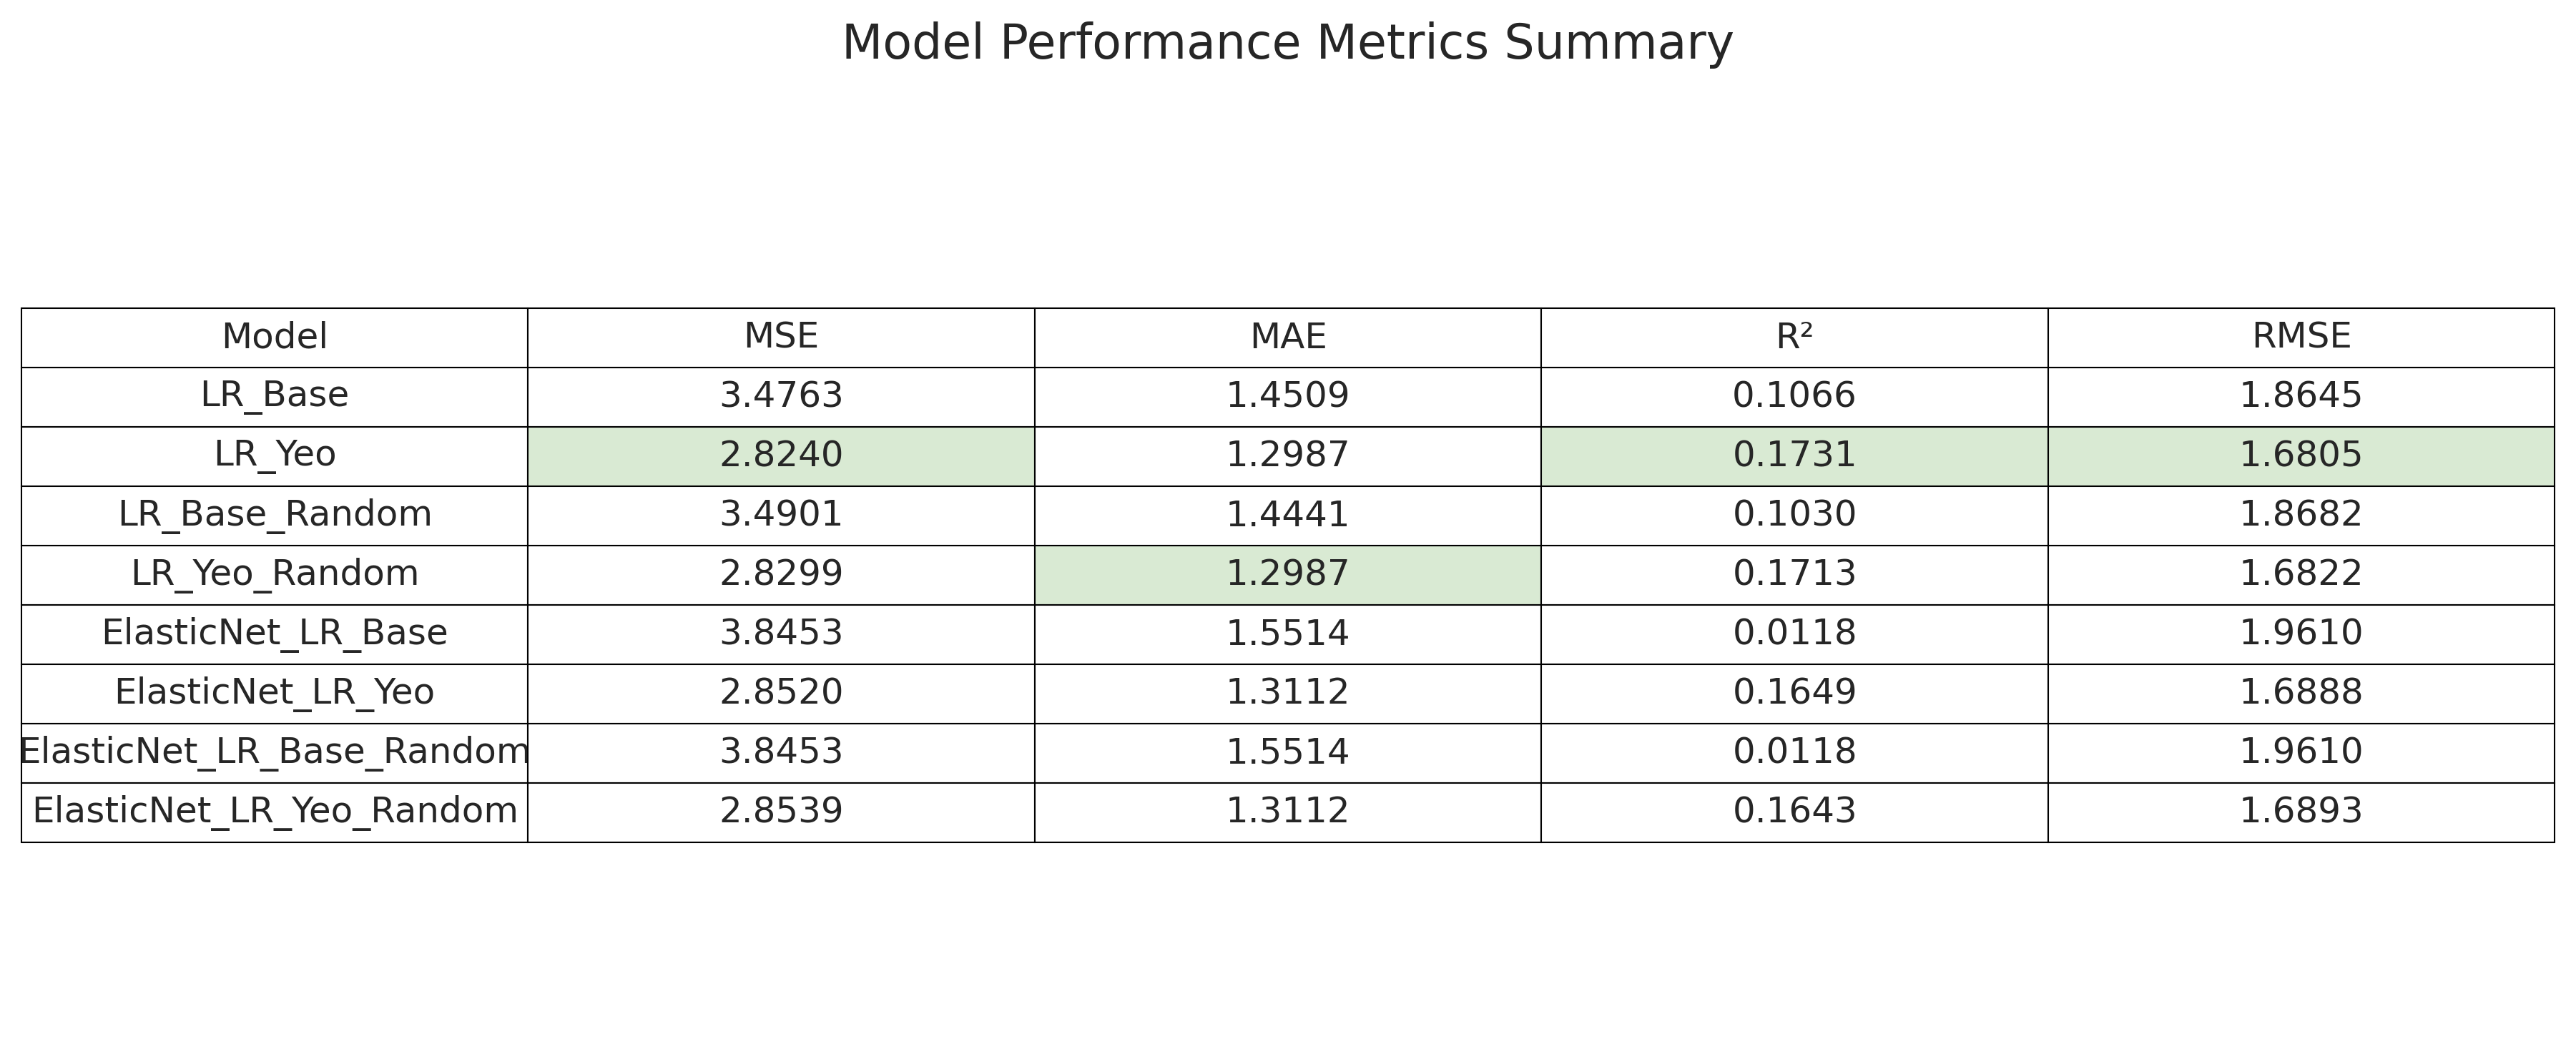 Model Performance Metrics Summary
Model MSE MAE R² RMSE
LR_Base 3.4763 1.4509 0.1066 1.8645
LR_Yeo 2.8240 1.2987 0.1731 1.6805
LR_Base_Random 3.4901 1.4441 0.1030 1.8682
LR_Yeo_Random 2.8299 1.2987 0.1713 1.6822
ElasticNet_LR_Base 3.8453 1.5514 0.0118 1.9610
ElasticNet_LR_Yeo 2.8520 1.3112 0.1649 1.6888
ElasticNet_LR_Base_Random 3.8453 1.5514 0.0118 1.9610
ElasticNet_LR_Yeo_Random 2.8539 1.3112 0.1643 1.6893